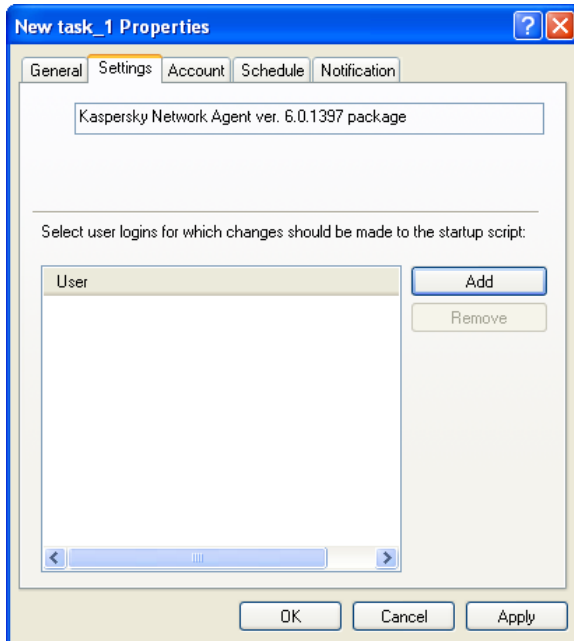 New task_1 Properties
General Settings Account Schedule Notification
Kaspersky Network Agent ver. 6.0.1397 package
Select user logins for which changes should be made to the startup script:
User
Add
Remove
OK Cancel Apply